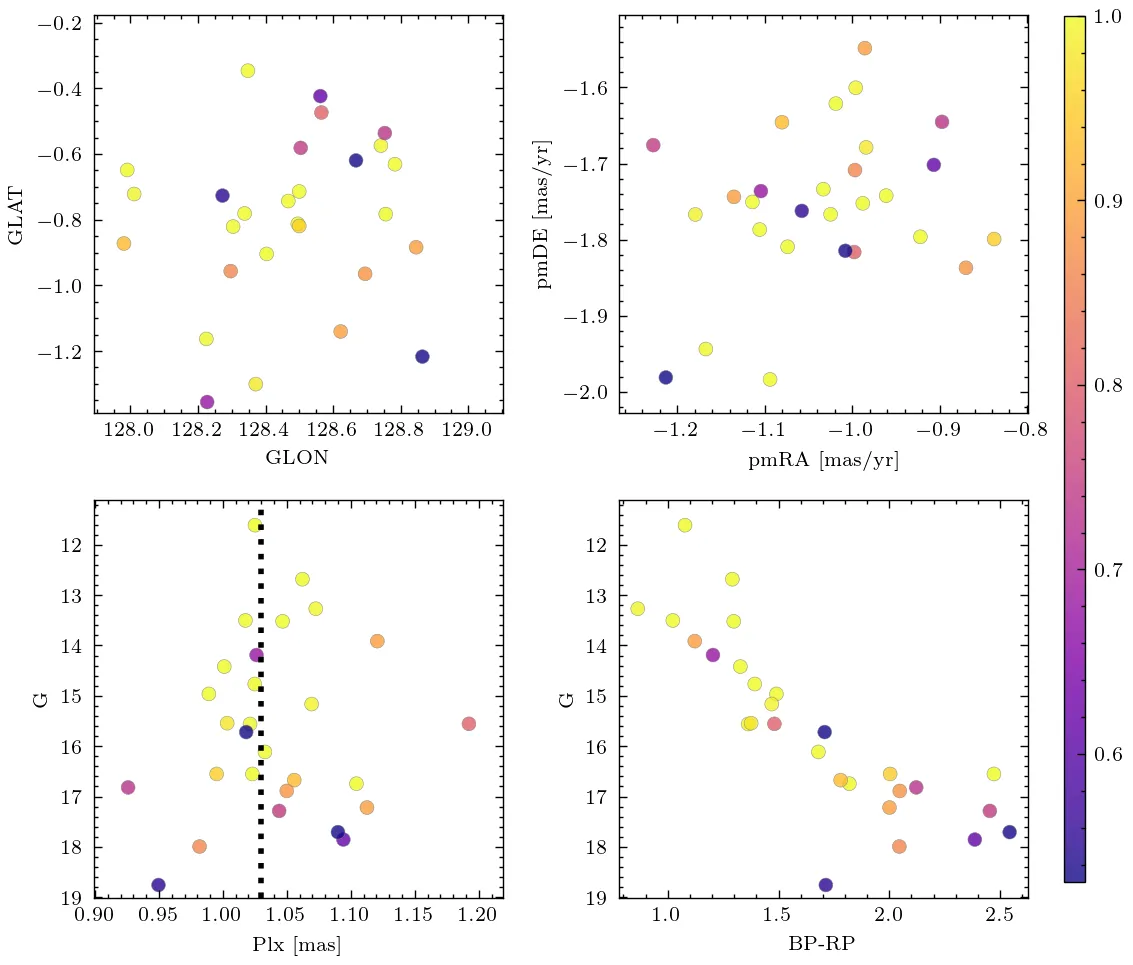 −0.2
−0.4
−0.6
−0.8
−1.0
−1.2
GLAT
128.0 128.2 128.4 128.6 128.8 129.0
GLON
−1.6
−1.7
−1.8
−1.9
−2.0
pmDE [mas/yr]
−1.2 −1.1 −1.0 −0.9 −0.8
pmRA [mas/yr]
12
13
14
15
16
17
18
19
G
0.90 0.95 1.00 1.05 1.10 1.15 1.20
Plx [mas]
12
13
14
15
16
17
18
19
G
1.0 1.5 2.0 2.5
BP-RP
1.0
0.9
0.8
0.7
0.6